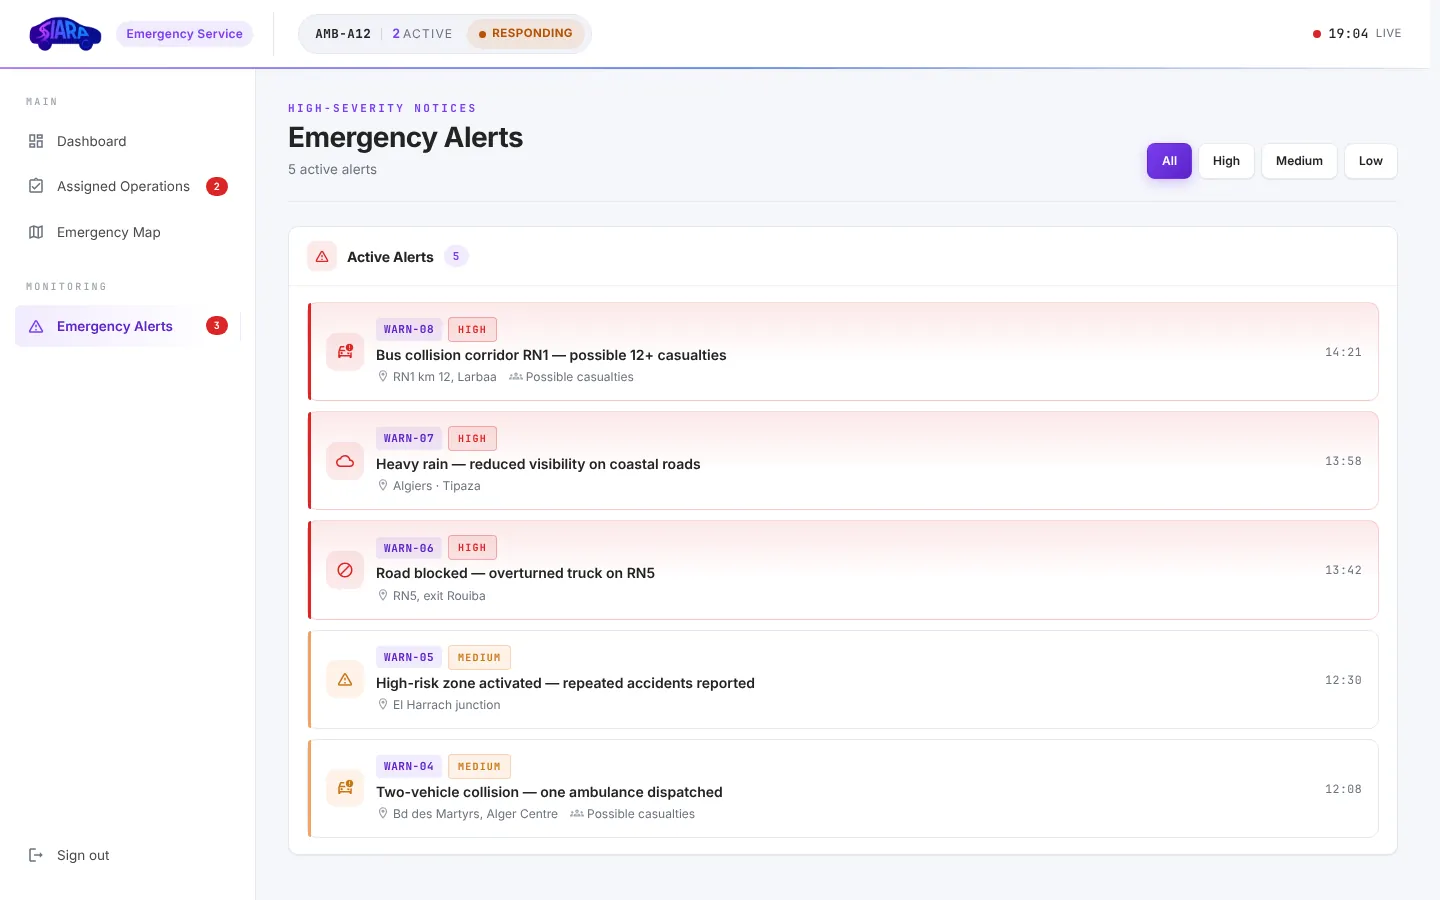 SIARA
Emergency Service
AMB-A12 2 ACTIVE RESPONDING
19:04 LIVE
MAIN
Dashboard
Assigned Operations 2
Emergency Map
MONITORING
Emergency Alerts 3
Sign out
HIGH-SEVERITY NOTICES
Emergency Alerts
5 active alerts
All High Medium Low
Active Alerts 5
WARN-08 HIGH
Bus collision corridor RN1 — possible 12+ casualties
RN1 km 12, Larbaa Possible casualties
14:21
WARN-07 HIGH
Heavy rain — reduced visibility on coastal roads
Algiers · Tipaza
13:58
WARN-06 HIGH
Road blocked — overturned truck on RN5
RN5, exit Rouiba
13:42
WARN-05 MEDIUM
High-risk zone activated — repeated accidents reported
El Harrach junction
12:30
WARN-04 MEDIUM
Two-vehicle collision — one ambulance dispatched
Bd des Martyrs, Alger Centre Possible casualties
12:08